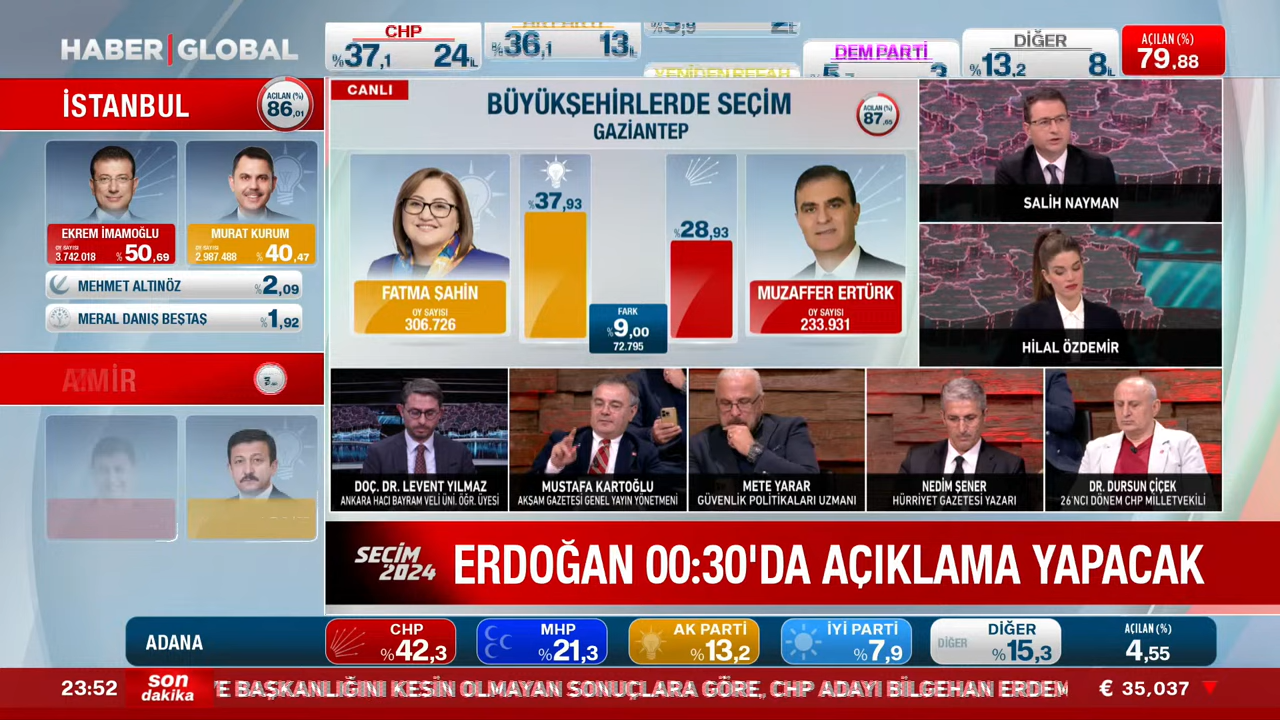 HABER GLOBAL
CHP
%37,1 24 İL
%36,1 13 İL
DEM PARTİ
DİĞER
%13,2 8 İL
AÇILAN (%)
79,88
İSTANBUL
AÇILAN (%)
86,01
EKREM İMAMOĞLU
OY SAYISI
3.742.018 %50,69
MURAT KURUM
OY SAYISI
2.987.488 %40,47
MEHMET ALTINÖZ %2,09
MERAL DANIŞ BEŞTAŞ %1,92
CANLI
BÜYÜKŞEHİRLERDE SEÇİM
GAZİANTEP
AÇILAN (%)
87,65
%37,93
%28,93
FATMA ŞAHİN
OY SAYISI
306.726
FARK
%9,00
72.795
MUZAFFER ERTÜRK
OY SAYISI
233.931
SALİH NAYMAN
HİLAL ÖZDEMİR
DOÇ. DR. LEVENT YILMAZ
ANKARA HACI BAYRAM VELİ ÜNİ. ÖĞR. ÜYESİ
MUSTAFA KARTOĞLU
AKŞAM GAZETESİ GENEL YAYIN YÖNETMENİ
METE YARAR
GÜVENLİK POLİTİKALARI UZMANI
NEDİM ŞENER
HÜRRİYET GAZETESİ YAZARI
DR. DURSUN ÇİÇEK
26'NCI DÖNEM CHP MİLLETVEKİLİ
SEÇİM
2024
ERDOĞAN 00:30'DA AÇIKLAMA YAPACAK
ADANA
CHP
%42,3
MHP
%21,3
AK PARTİ
%13,2
İYİ PARTİ
%7,9
DİĞER
DİĞER
%15,3
AÇILAN (%)
4,55
23:52
son
dakika
'E BAŞKANLIĞINI KESİN OLMAYAN SONUÇLARA GÖRE, CHP ADAYI BİLGEHAN ERDEM
€ 35,037